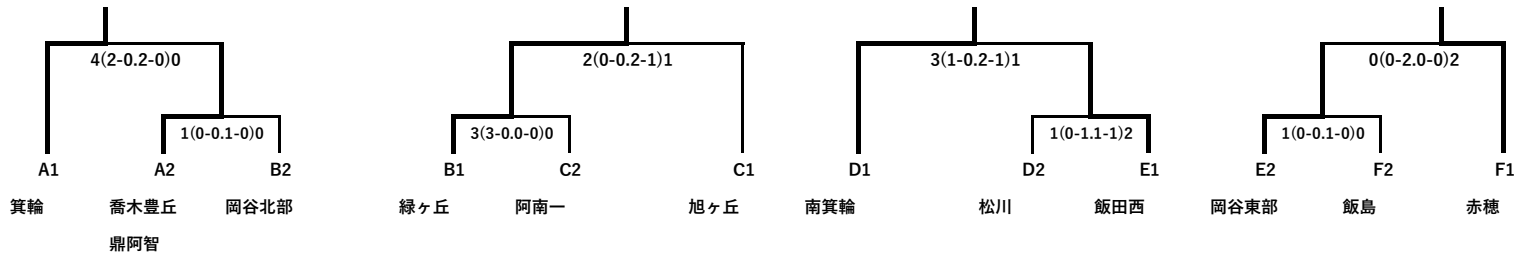 4(2-0.2-0)0 2(0-0.2-1)1 3(1-0.2-1)1 0(0-2.0-0)2
1(0-0.1-0)0 3(3-0.0-0)0 1(0-1.1-1)2 1(0-0.1-0)0
A1 A2 B2 B1 C2 C1 D1 D2 E1 E2 F2 F1
箕輪 喬木豊丘 岡谷北部 緑ヶ丘 阿南一 旭ヶ丘 南箕輪 松川 飯田西 岡谷東部 飯島 赤穂
鼎阿智